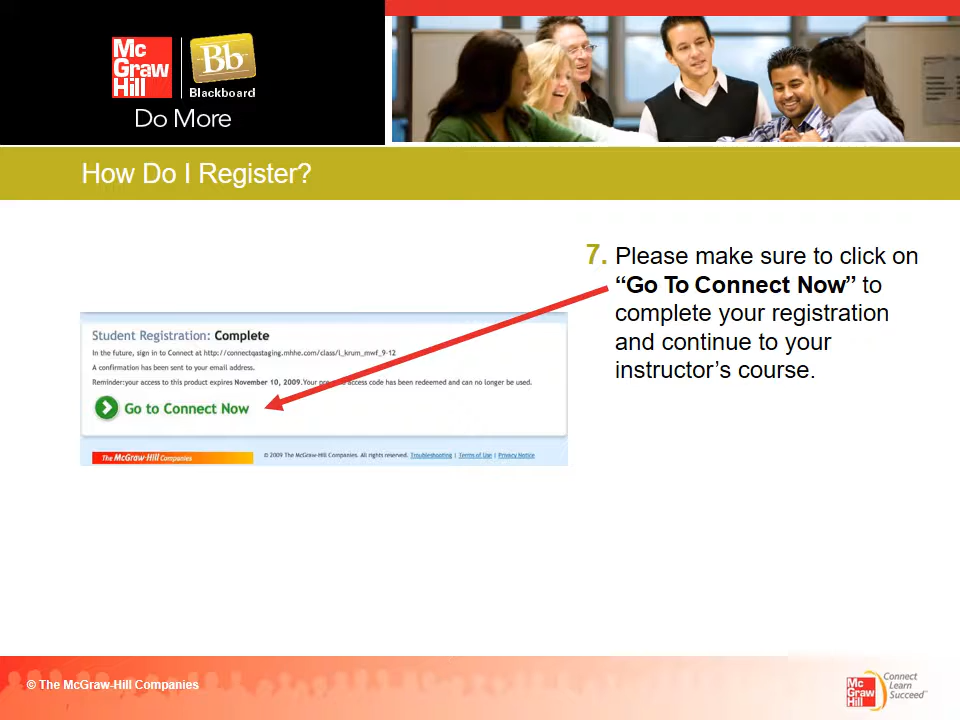 Mc
Graw
Hill
Bb
Blackboard
Do More
How Do I Register?
7. Please make sure to click on
“Go To Connect Now” to
complete your registration
and continue to your
instructor’s course.
Student Registration: Complete
In the future, sign in to Connect at http://connectqastaging.mhhe.com/class/i_krum_mwf_9-12
A confirmation has been sent to your email address.
Reminder:your access to this product expires November 10, 2009.Your access code has been redeemed and can no longer be used.
Go to Connect Now
The McGraw-Hill Companies
© 2009 The McGraw-Hill Companies. All rights reserved. Troubleshooting | Terms of Use | Privacy Notice
© The McGraw-Hill Companies
Mc
Graw
Hill
Connect
Learn
Succeed™